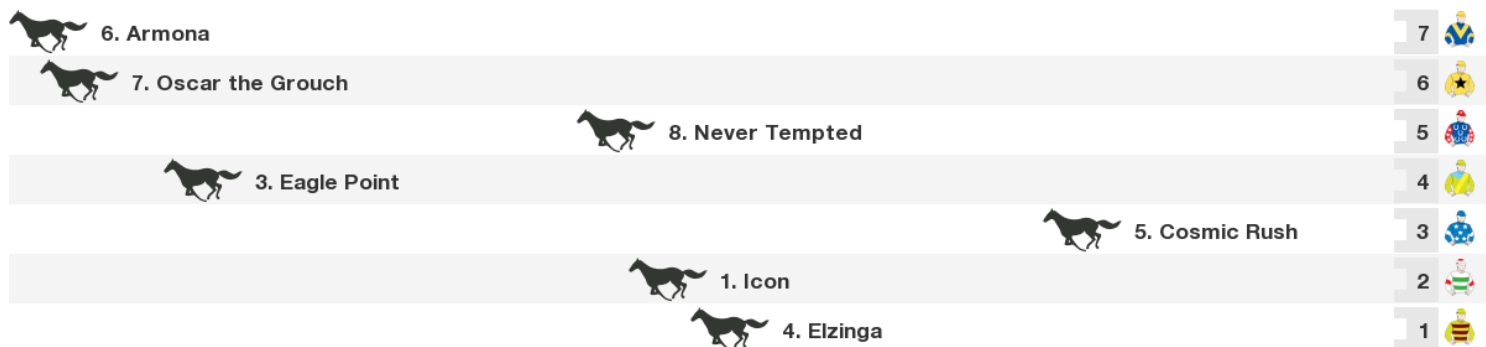 6. Armona 7
7. Oscar the Grouch 6
8. Never Tempted 5
3. Eagle Point 4
5. Cosmic Rush 3
1. Icon 2
4. Elzinga 1